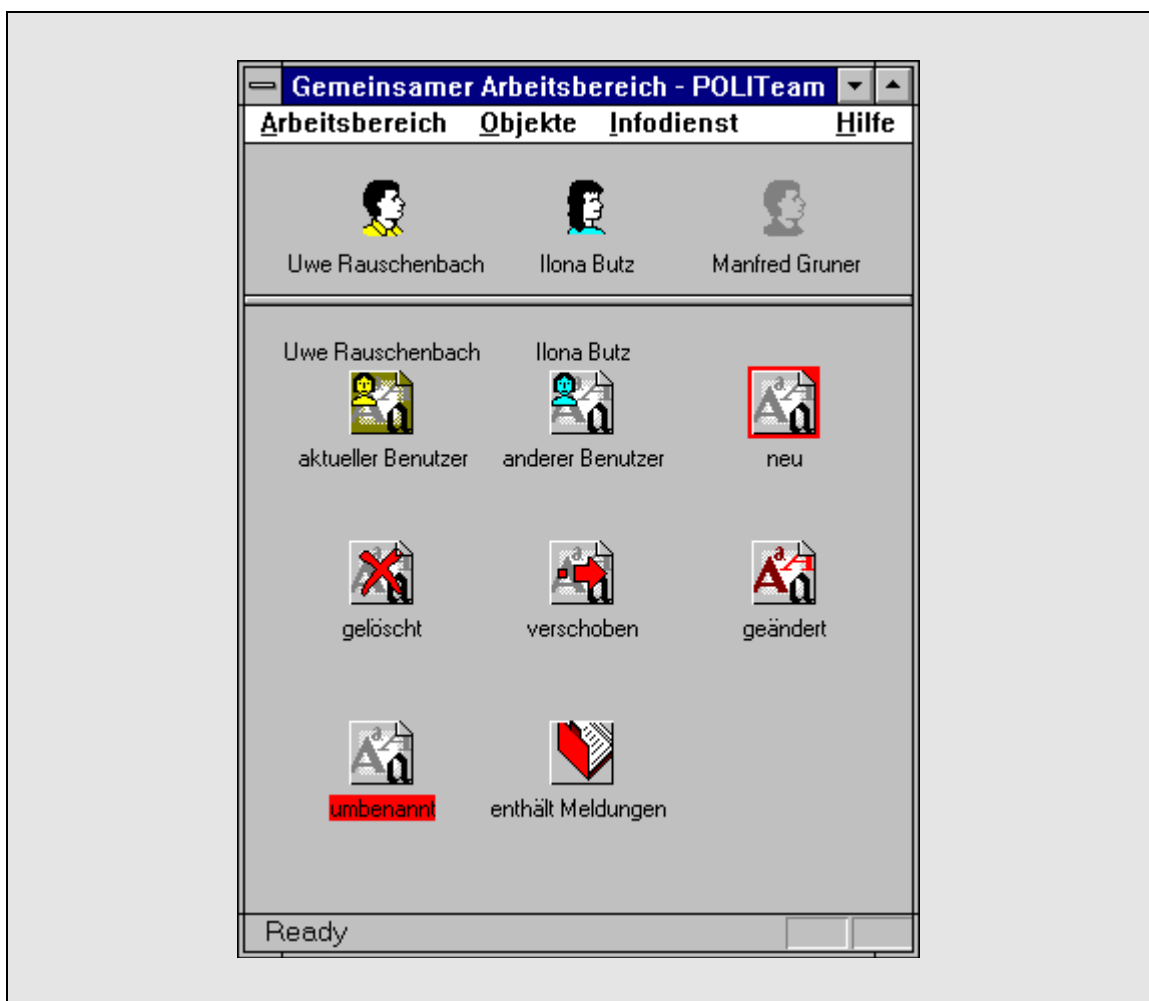 Gemeinsamer Arbeitsbereich - POLITeam
Arbeitsbereich Objekte Infodienst Hilfe
Uwe Rauschenbach Ilona Butz Manfred Gruner
Uwe Rauschenbach Ilona Butz
aktueller Benutzer anderer Benutzer neu
gelöscht verschoben geändert
umbenannt enthält Meldungen
Ready